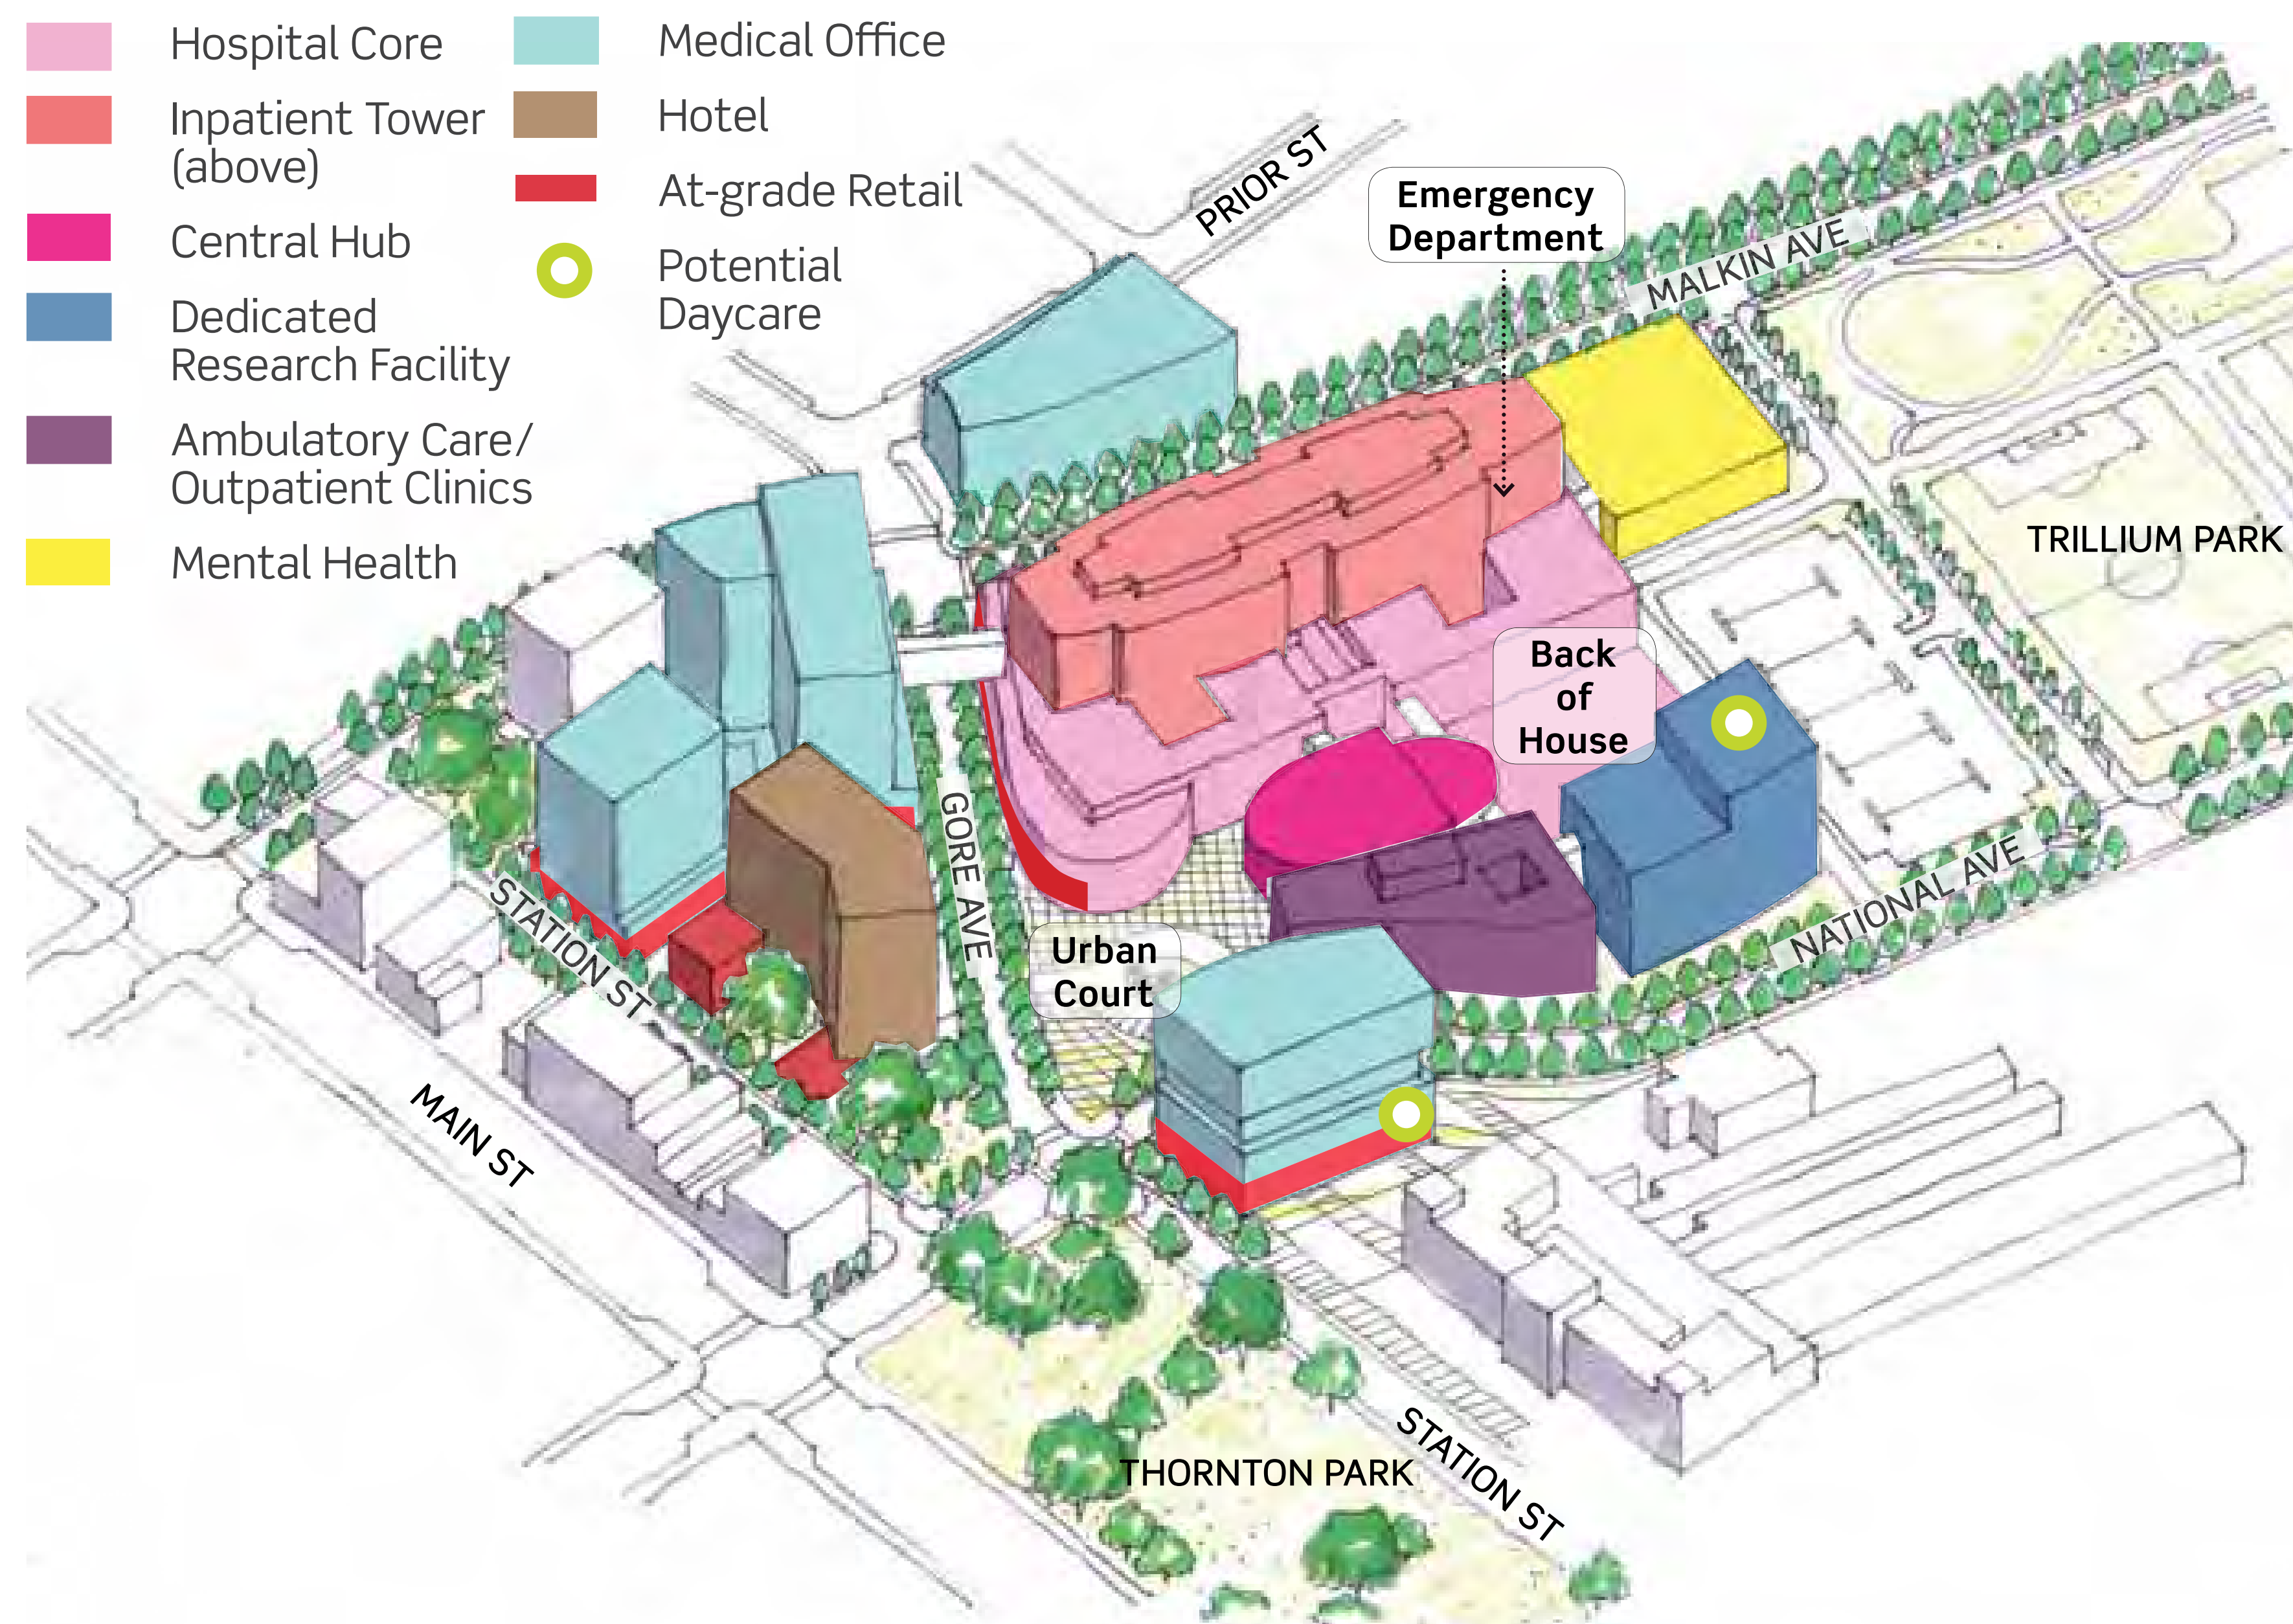 Hospital Core
Inpatient Tower
(above)
Central Hub
Dedicated
Research Facility
Ambulatory Care/
Outpatient Clinics
Mental Health
Medical Office
Hotel
At-grade Retail
Potential
Daycare
PRIOR ST
Emergency
Department
MALKIN AVE
TRILLIUM PARK
Back
of
House
GORE AVE
STATION ST
NATIONAL AVE
Urban
Court
MAIN ST
THORNTON PARK
STATION ST